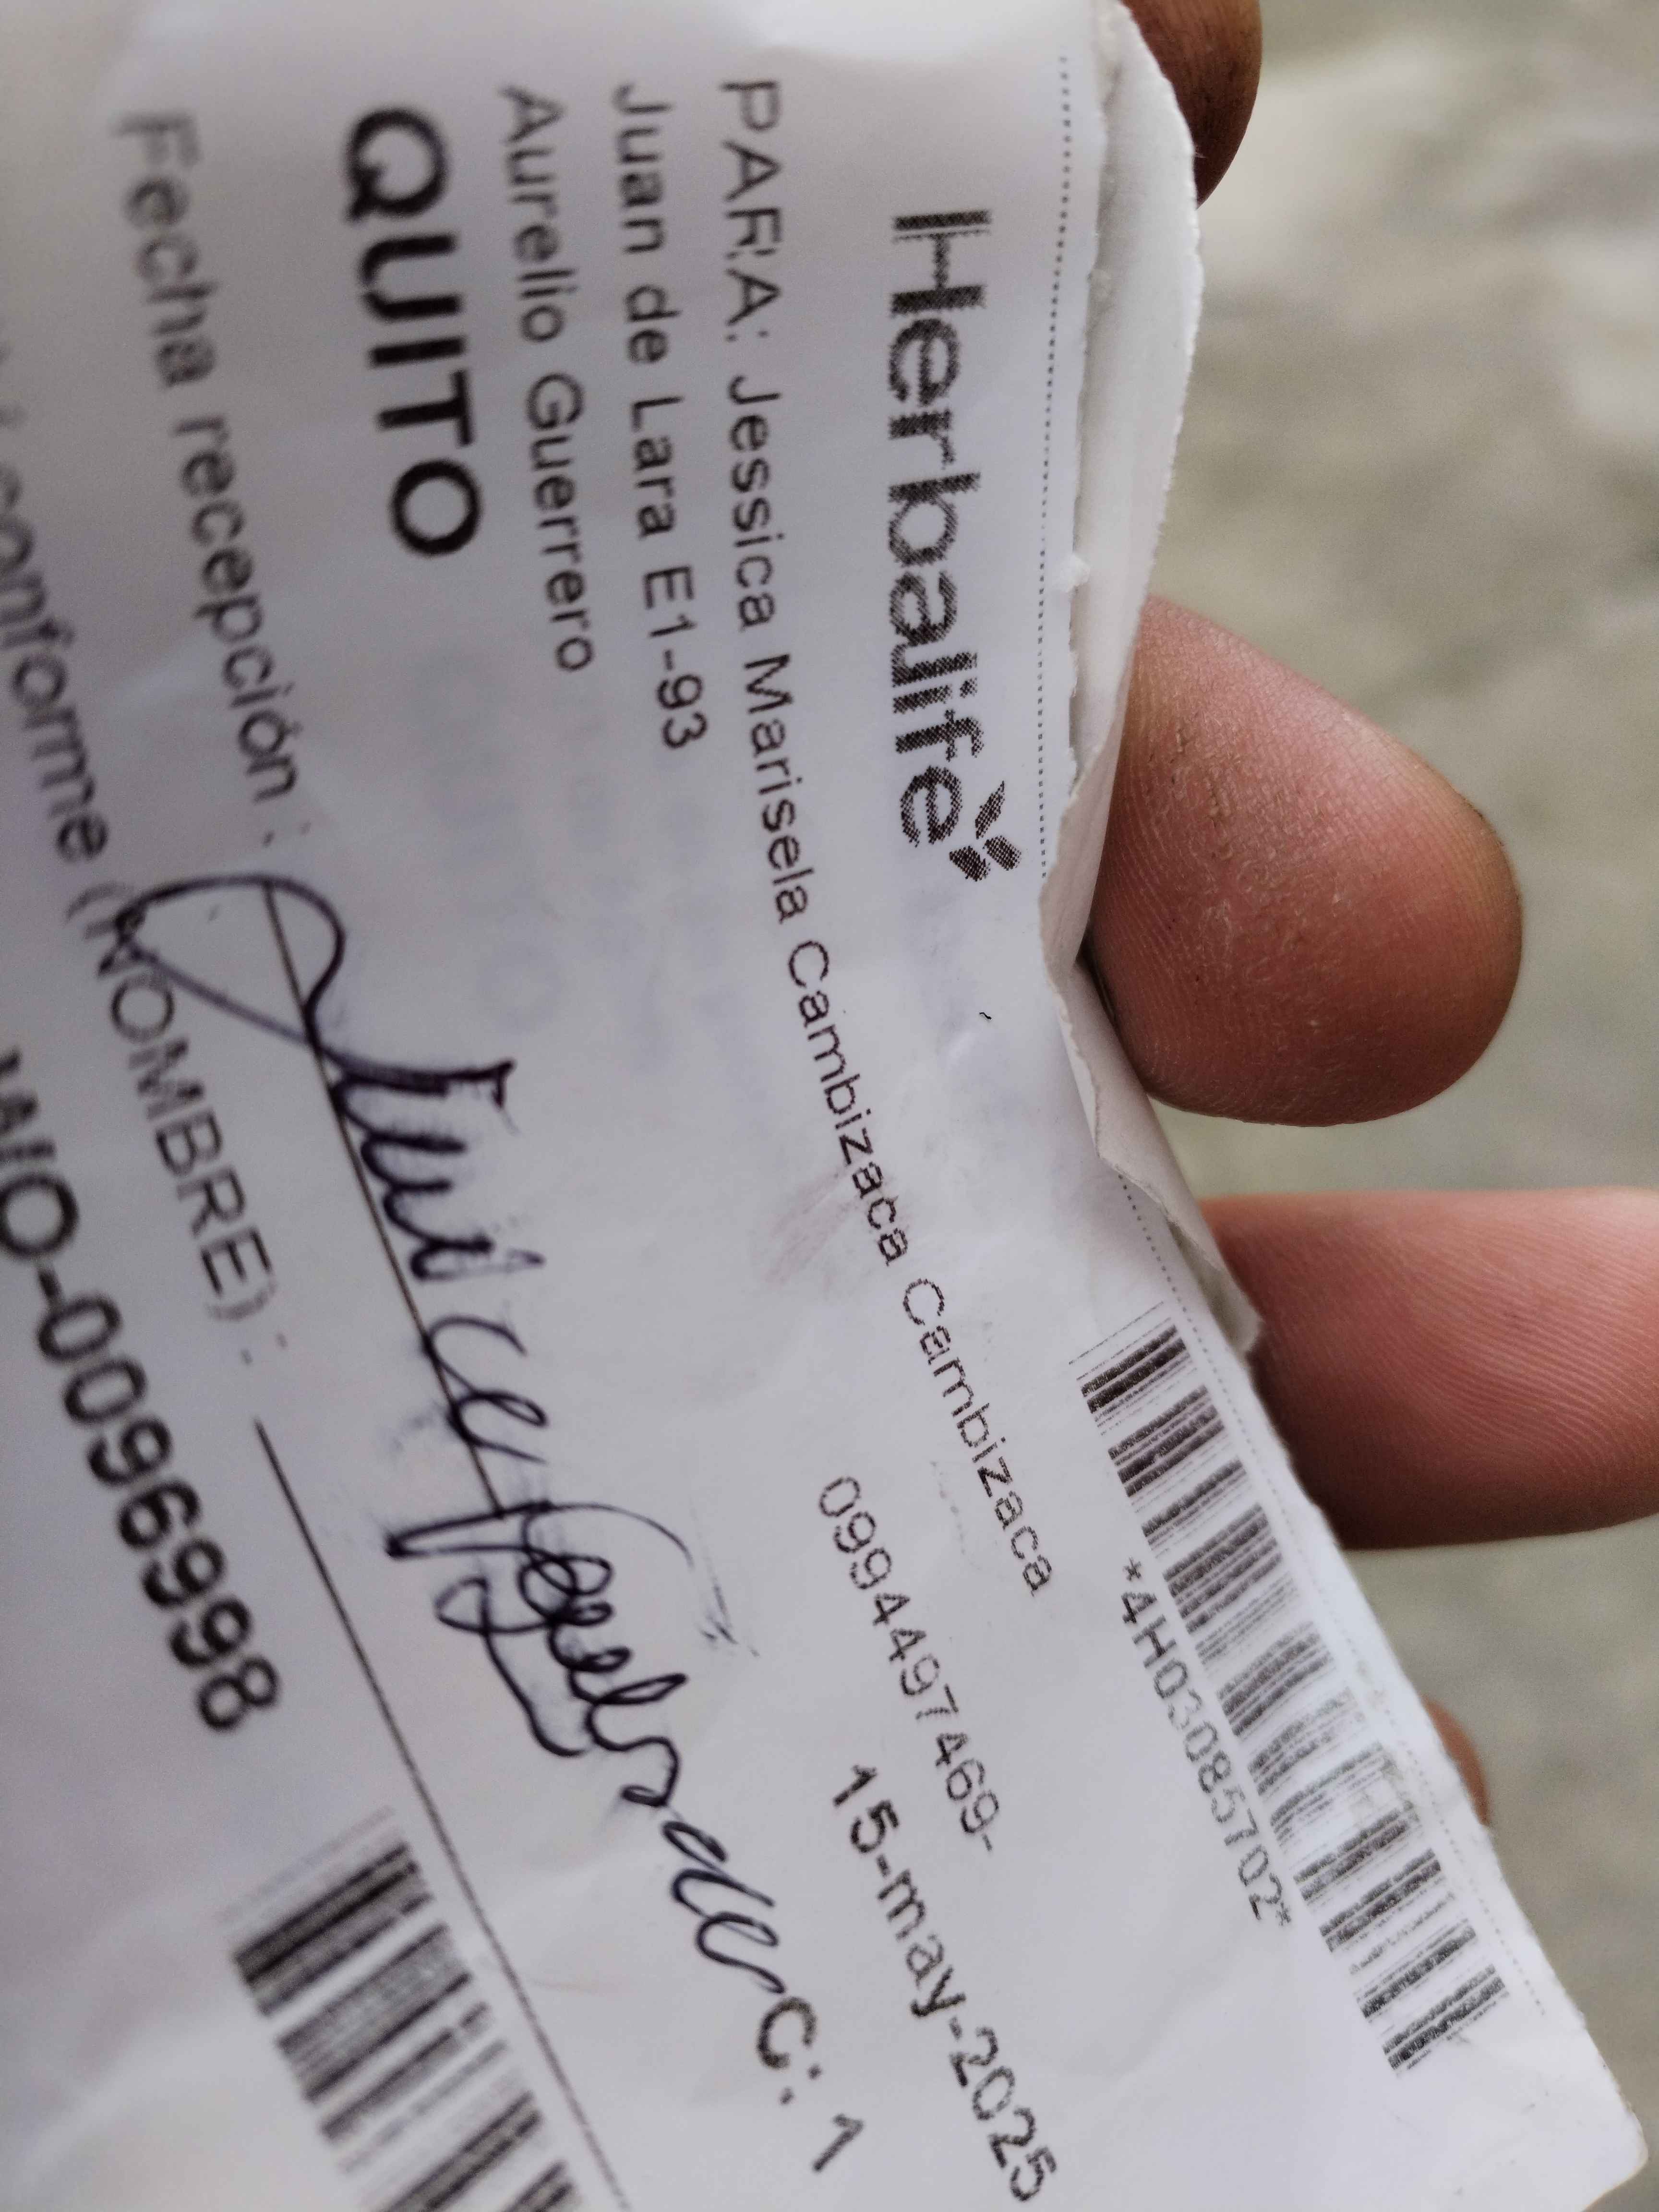 Herbalife
*4H03085702*
PARA: Jessica Marisela Cambizaca Cambizaca
Juan de Lara E1-93
0994497469-
Aurelio Guerrero
15-may-2025
QUITO
C: 1
Fecha recepción :
conforme (NOMBRE) :
UIO-0096998